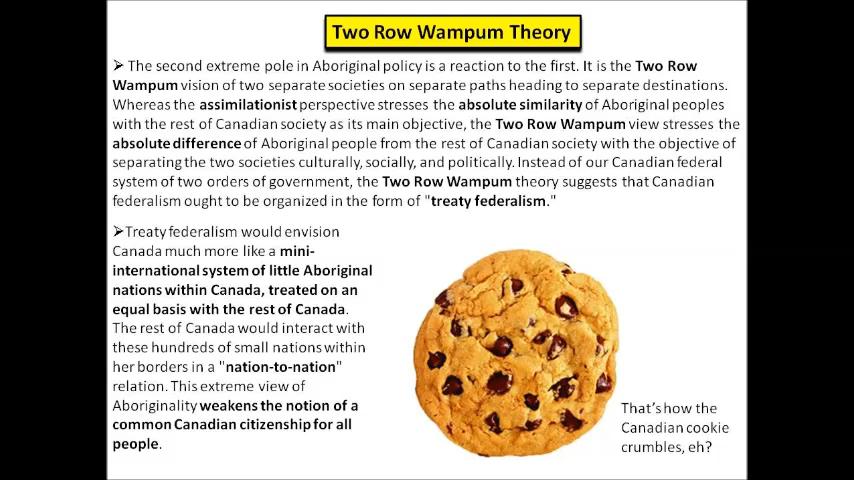 Two Row Wampum Theory
➢ The second extreme pole in Aboriginal policy is a reaction to the first. It is the Two Row
Wampum vision of two separate societies on separate paths heading to separate destinations.
Whereas the assimilationist perspective stresses the absolute similarity of Aboriginal peoples
with the rest of Canadian society as its main objective, the Two Row Wampum view stresses the
absolute difference of Aboriginal people from the rest of Canadian society with the objective of
separating the two societies culturally, socially, and politically. Instead of our Canadian federal
system of two orders of government, the Two Row Wampum theory suggests that Canadian
federalism ought to be organized in the form of "treaty federalism."
➢Treaty federalism would envision
Canada much more like a mini-
international system of little Aboriginal
nations within Canada, treated on an
equal basis with the rest of Canada.
The rest of Canada would interact with
these hundreds of small nations within
her borders in a "nation-to-nation"
relation. This extreme view of
Aboriginality weakens the notion of a
common Canadian citizenship for all
people.
That's how the
Canadian cookie
crumbles, eh?